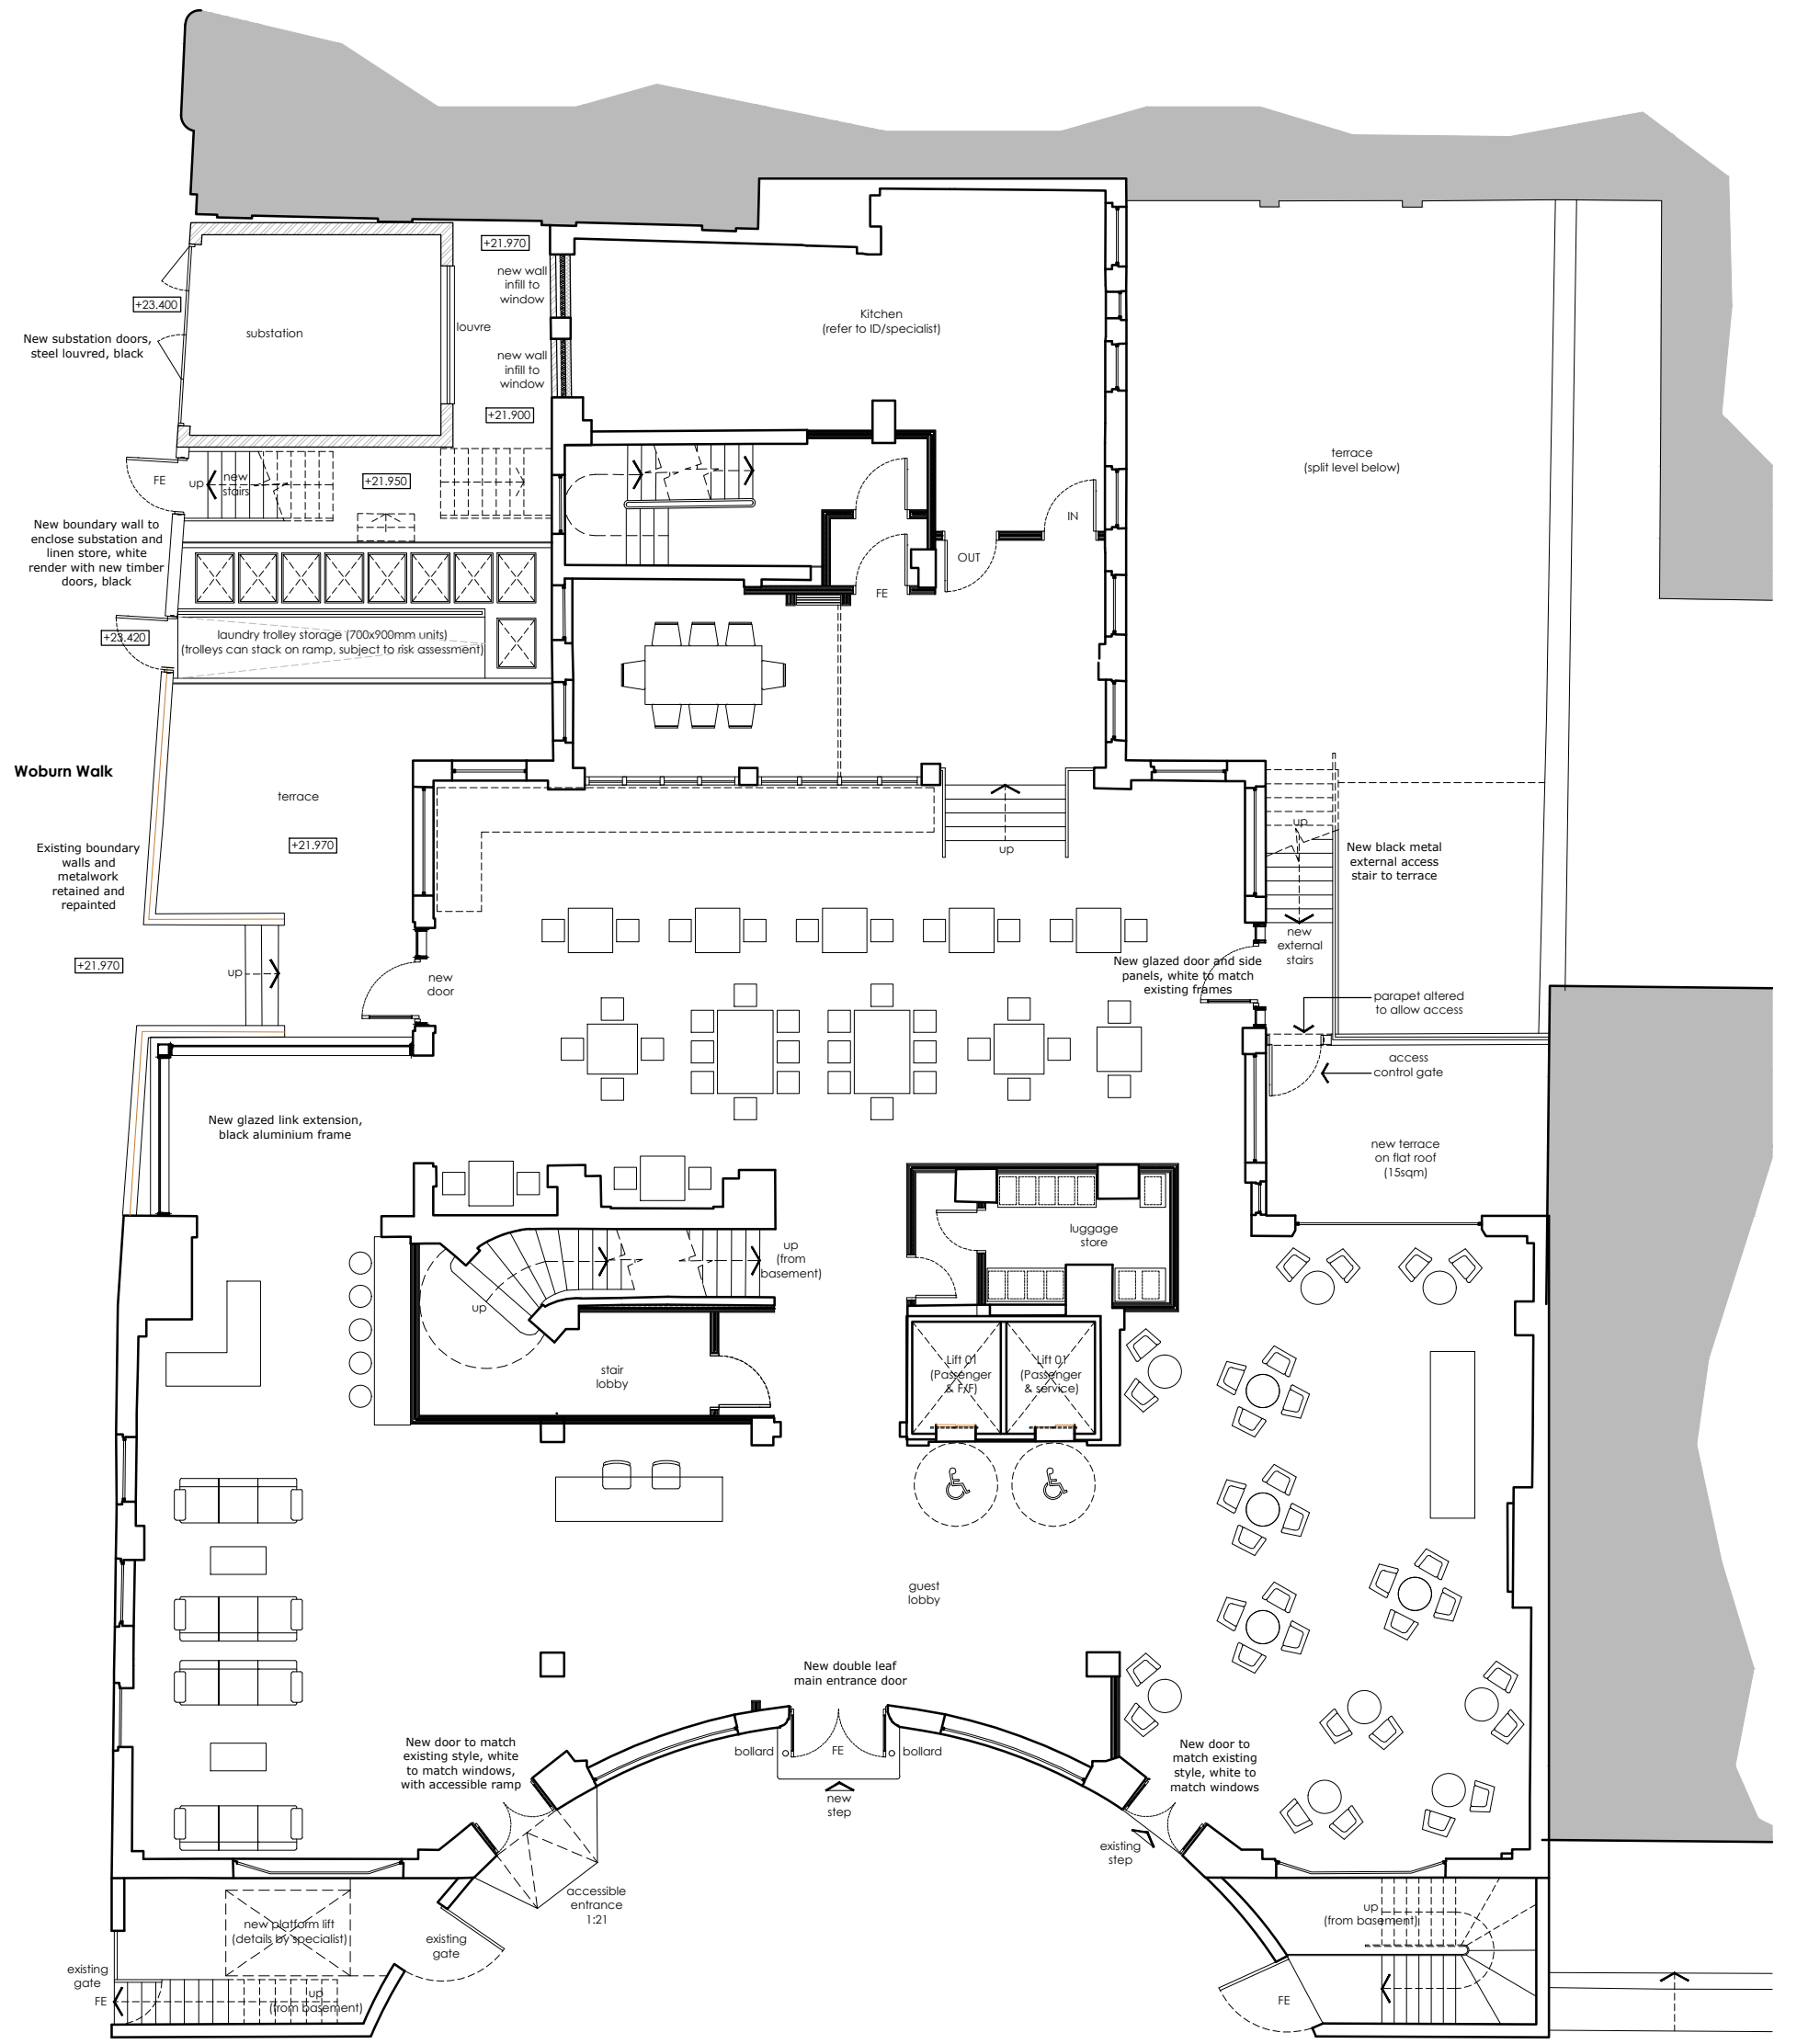 +21.970
new wall
infill to
window
+23.400
substation
louvre
Kitchen
(refer to ID/specialist)
New substation doors,
steel louvred, black
new wall
infill to
window
+21.900
terrace
(split level below)
FE
up
new
stairs
+21.950
IN
OUT
FE
New boundary wall to
enclose substation and
linen store, white
render with new timber
doors, black
+23.420
laundry trolley storage (700x900mm units)
(trolleys can stack on ramp, subject to risk assessment)
Woburn Walk
terrace
+21.970
Existing boundary
walls and
metalwork
retained and
repainted
up
up
New black metal
external access
stair to terrace
new
external
stairs
+21.970
up
new
door
New glazed door and side
panels, white to match
existing frames
parapet altered
to allow access
access
control gate
New glazed link extension,
black aluminium frame
new terrace
on flat roof
(15sqm)
luggage
store
up
(from
basement)
up
stair
lobby
Lift 01
(Passenger
& F/F)
Lift 01
(Passenger
& service)
guest
lobby
New double leaf
main entrance door
New door to match
existing style, white
to match windows,
with accessible ramp
bollard
FE
bollard
New door to
match existing
style, white to
match windows
new
step
existing
step
accessible
entrance
1:21
new platform lift
(details by specialist)
existing
gate
up
(from basement)
existing
gate
FE
up
(from basement)
FE